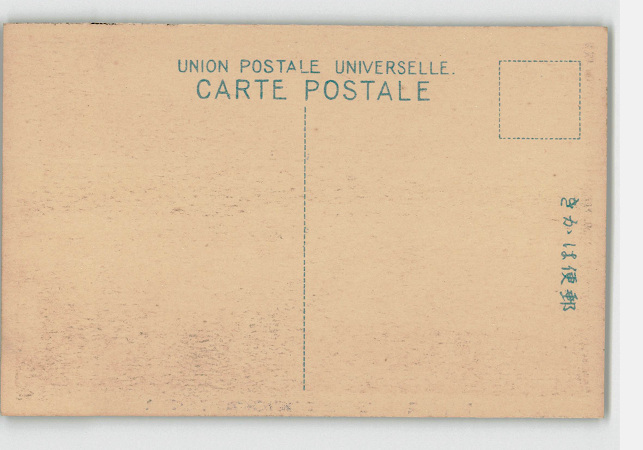 UNION POSTALE UNIVERSELLE.
CARTE POSTALE
きかは便郵